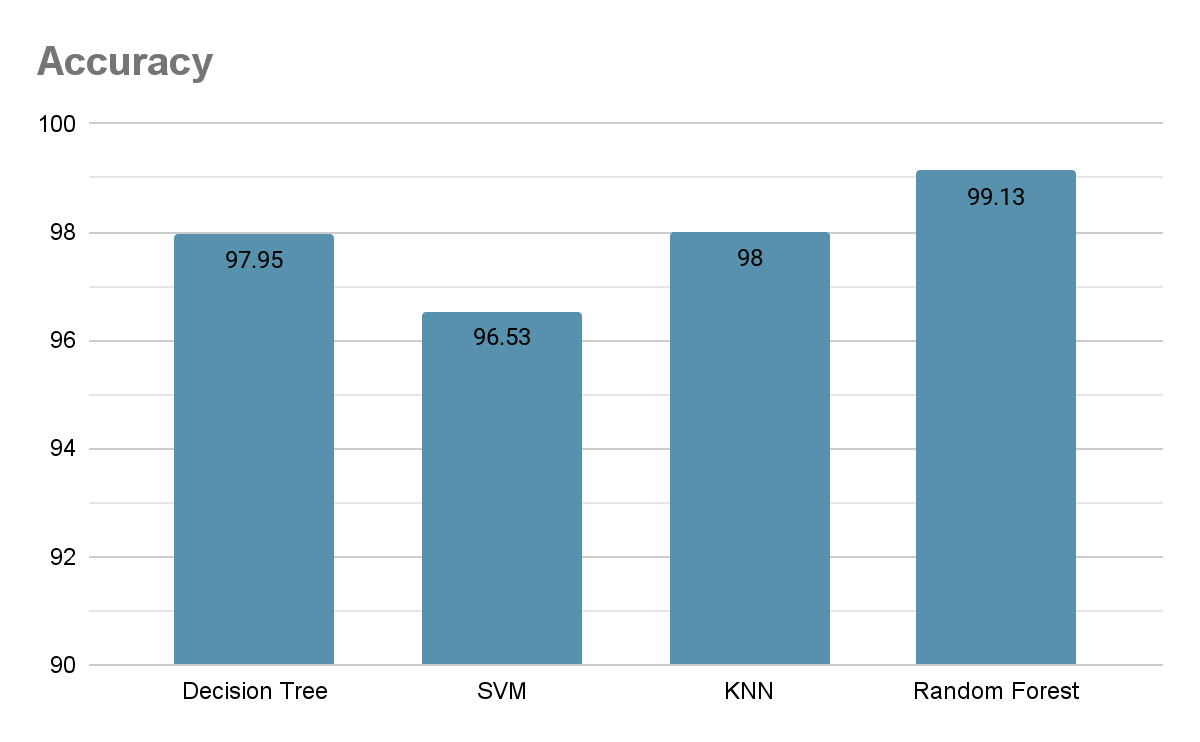 Accuracy
100
98
96
94
92
90
97.95
96.53
98
99.13
Decision Tree
SVM
KNN
Random Forest